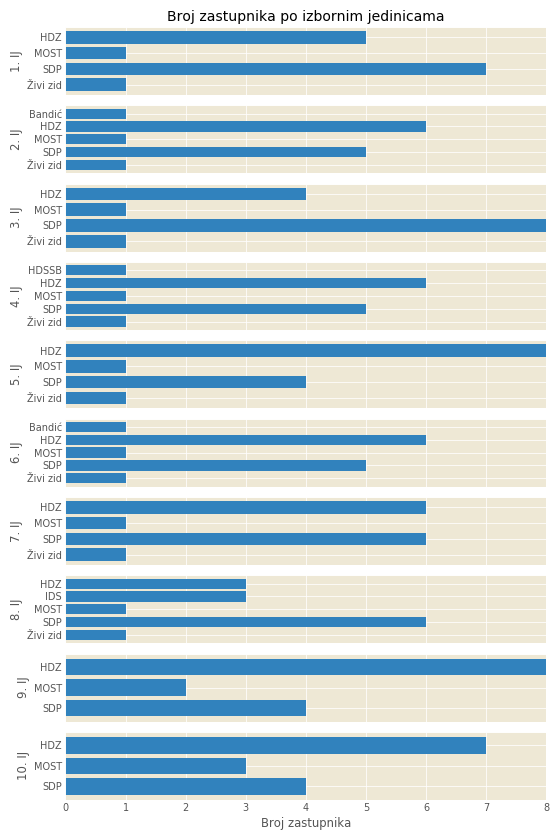 Broj zastupnika po izbornim jedinicama
1. IJ
HDZ
MOST
SDP
Živi zid
2. IJ
Bandić
HDZ
MOST
SDP
Živi zid
3. IJ
HDZ
MOST
SDP
Živi zid
4. IJ
HDSSB
HDZ
MOST
SDP
Živi zid
5. IJ
HDZ
MOST
SDP
Živi zid
6. IJ
Bandić
HDZ
MOST
SDP
Živi zid
7. IJ
HDZ
MOST
SDP
Živi zid
8. IJ
HDZ
IDS
MOST
SDP
Živi zid
9. IJ
HDZ
MOST
SDP
10. IJ
HDZ
MOST
SDP
0 1 2 3 4 5 6 7 8
Broj zastupnika